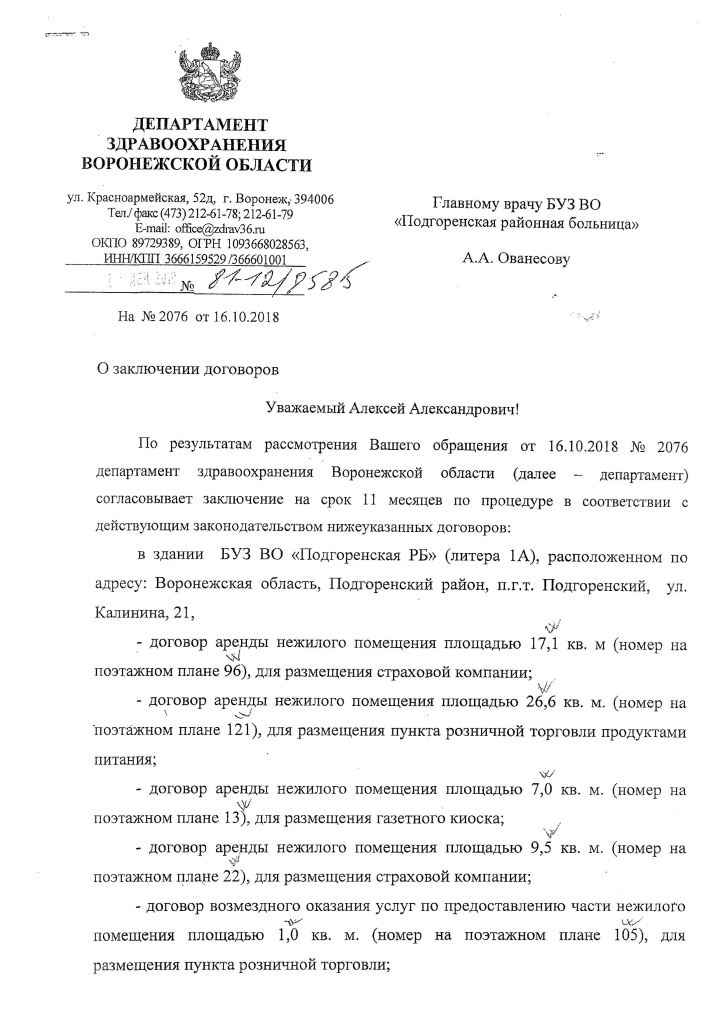 ДЕПАРТАМЕНТ
ЗДРАВООХРАНЕНИЯ
ВОРОНЕЖСКОЙ ОБЛАСТИ
ул. Красноармейская, 52д, г. Воронеж, 394006
Тел./ факс (473) 212-61-78; 212-61-79
E-mail: office@zdrav36.ru
ОКПО 89729389, ОГРН 1093668028563,
ИНН/КПП 3666159529 /366601001
№ 81-12/8585
На № 2076 от 16.10.2018
Главному врачу БУЗ ВО
«Подгоренская районная больница»
А.А. Ованесову
О заключении договоров
Уважаемый Алексей Александрович!
По результатам рассмотрения Вашего обращения от 16.10.2018 № 2076
департамент здравоохранения Воронежской области (далее – департамент)
согласовывает заключение на срок 11 месяцев по процедуре в соответствии с
действующим законодательством нижеуказанных договоров:
в здании БУЗ ВО «Подгоренская РБ» (литера 1А), расположенном по
адресу: Воронежская область, Подгоренский район, п.г.т. Подгоренский, ул.
Калинина, 21,
- договор аренды нежилого помещения площадью 17,1 кв. м (номер на
поэтажном плане 96), для размещения страховой компании;
- договор аренды нежилого помещения площадью 26,6 кв. м. (номер на
поэтажном плане 121), для размещения пункта розничной торговли продуктами
питания;
- договор аренды нежилого помещения площадью 7,0 кв. м. (номер на
поэтажном плане 13), для размещения газетного киоска;
- договор аренды нежилого помещения площадью 9,5 кв. м. (номер на
поэтажном плане 22), для размещения страховой компании;
- договор возмездного оказания услуг по предоставлению части нежилого
помещения площадью 1,0 кв. м. (номер на поэтажном плане 105), для
размещения пункта розничной торговли;